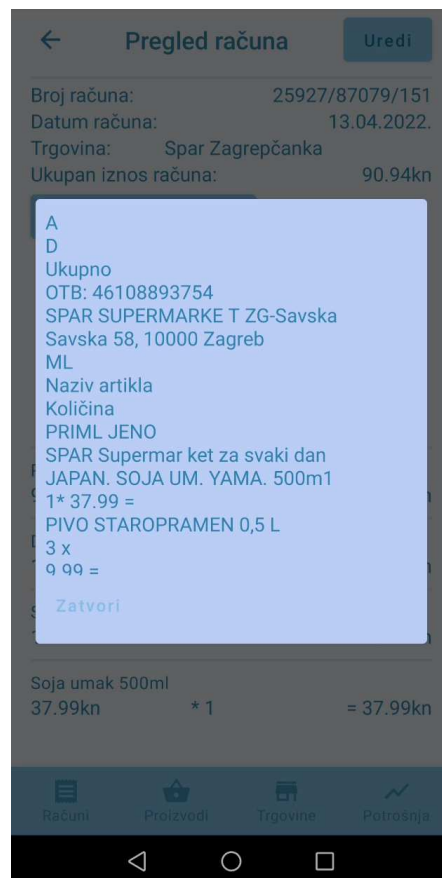 Pregled računa
Uredi
Broj računa: 25927/87079/151
Datum računa: 13.04.2022.
Trgovina: Spar Zagrepčanka
Ukupan iznos računa: 90.94kn
A
D
Ukupno
OTB: 46108893754
SPAR SUPERMARKE T ZG-Savska
Savska 58, 10000 Zagreb
ML
Naziv artikla
Količina
PRIML JENO
SPAR Supermar ket za svaki dan
JAPAN. SOJA UM. YAMA. 500m1
1* 37.99 =
PIVO STAROPRAMEN 0,5 L
3 x
9.99 =
Zatvori
Soja umak 500ml
37.99kn * 1 = 37.99kn
Računi Proizvodi Trgovine Potrošnja